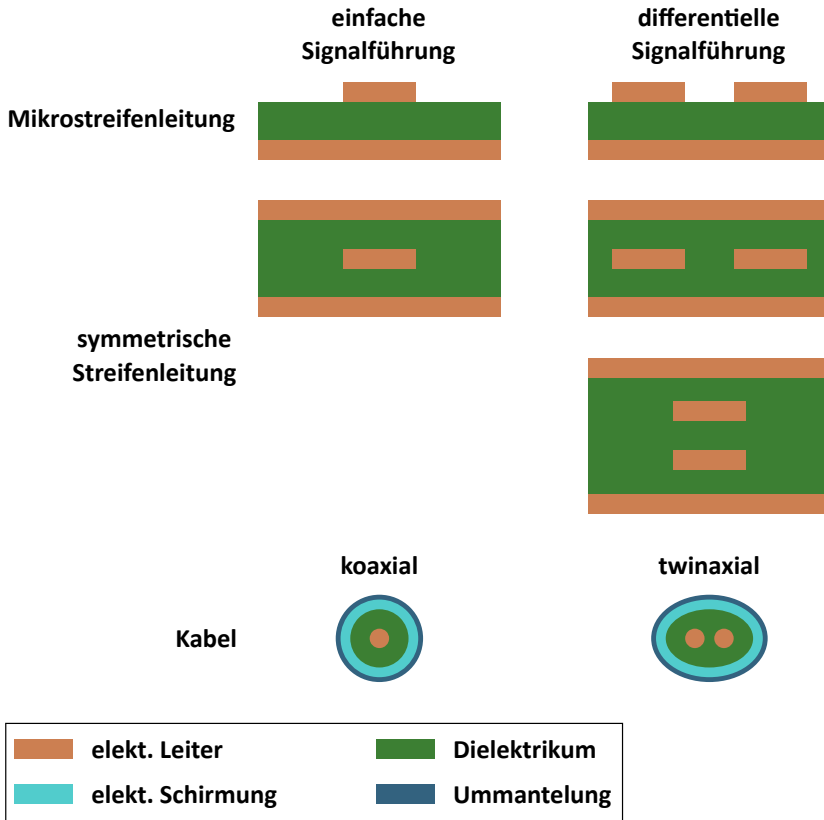 einfache
Signalführung
differentielle
Signalführung
Mikrostreifenleitung
symmetrische
Streifenleitung
koaxial
twinaxial
Kabel
elekt. Leiter
Dielektrikum
elekt. Schirmung
Ummantelung